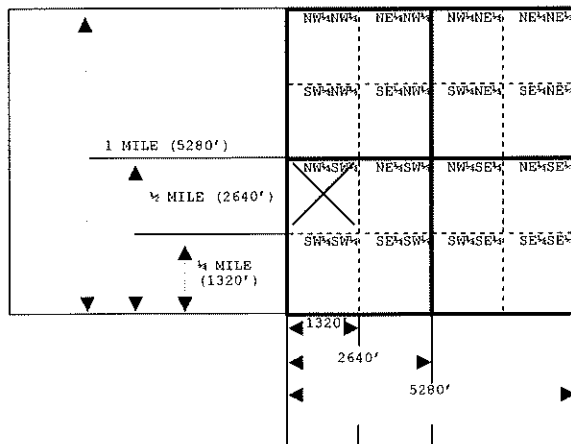 NW¼NW¼ NE¼NW¼ NW¼NE¼ NE¼NE¼
SW¼NW¼ SE¼NW¼ SW¼NE¼ SE¼NE¼
1 MILE (5280')
NW¼SW¼ NE¼SW¼ NW¼SE¼ NE¼SE¼
½ MILE (2640')
SW¼SW¼ SE¼SW¼ SW¼SE¼ SE¼SE¼
¼ MILE
(1320')
1320'
2640'
5280'